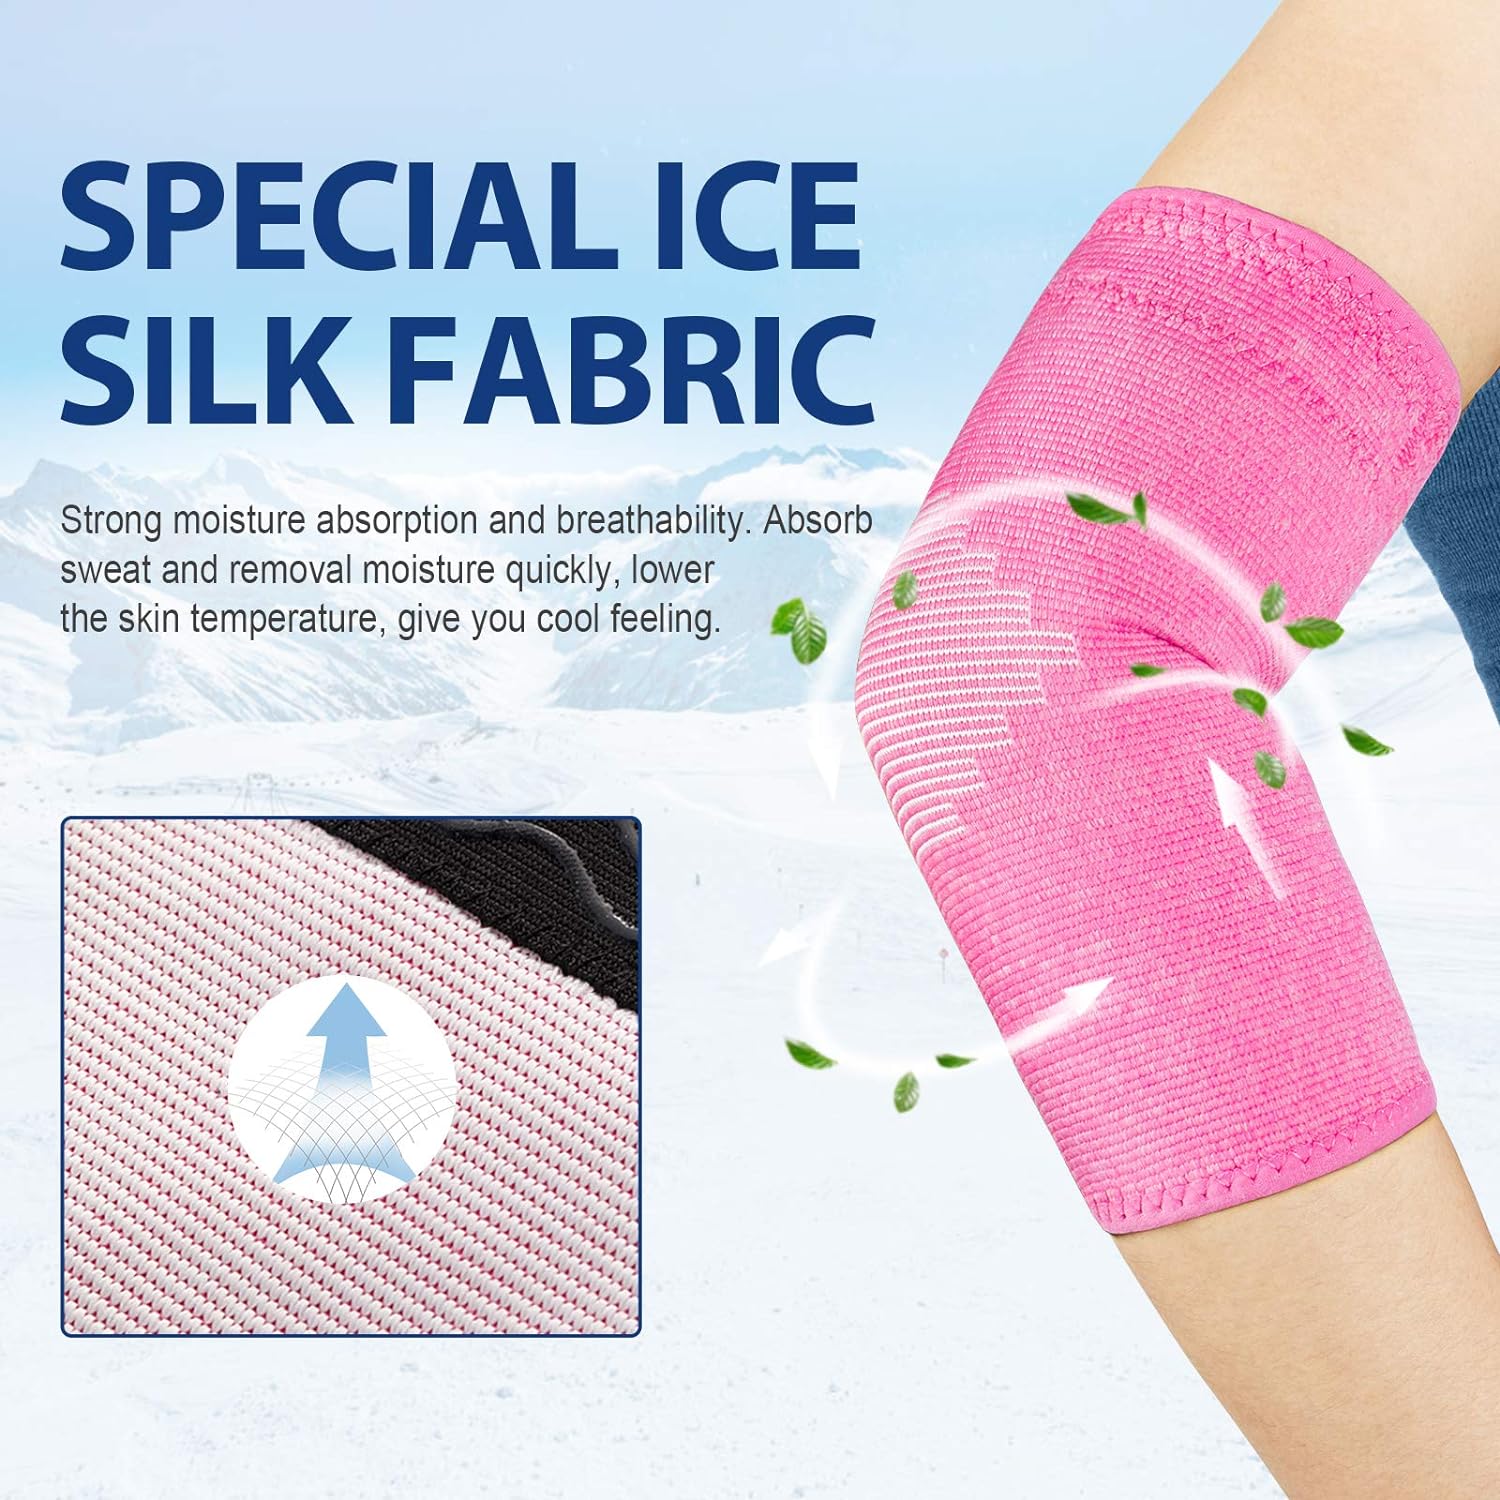 SPECIAL ICE
SILK FABRIC
Strong moisture absorption and breathability. Absorb
sweat and removal moisture quickly, lower
the skin temperature, give you cool feeling.